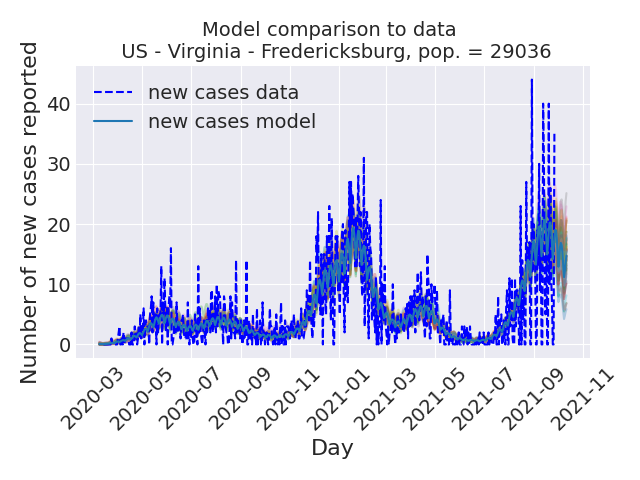 Model comparison to data
US - Virginia - Fredericksburg, pop. = 29036
Number of new cases reported
40
30
20
10
0
new cases data
new cases model
2020-03
2020-05
2020-07
2020-09
2020-11
2021-01
2021-03
2021-05
2021-07
2021-09
2021-11
Day